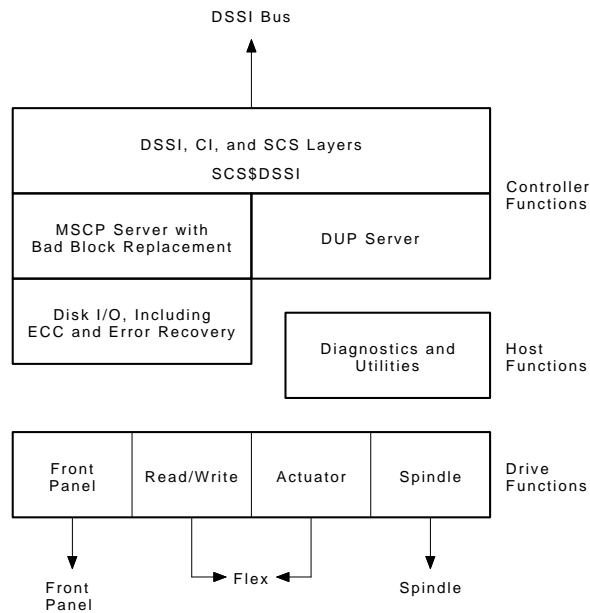 DSSI Bus
DSSI, CI, and SCS Layers
SCS$DSSI
Controller
Functions
MSCP Server with
Bad Block Replacement
DUP Server
Disk I/O, Including
ECC and Error Recovery
Diagnostics and
Utilities
Host
Functions
Front
Panel
Read/Write
Actuator
Spindle
Drive
Functions
Front
Panel
Flex
Spindle